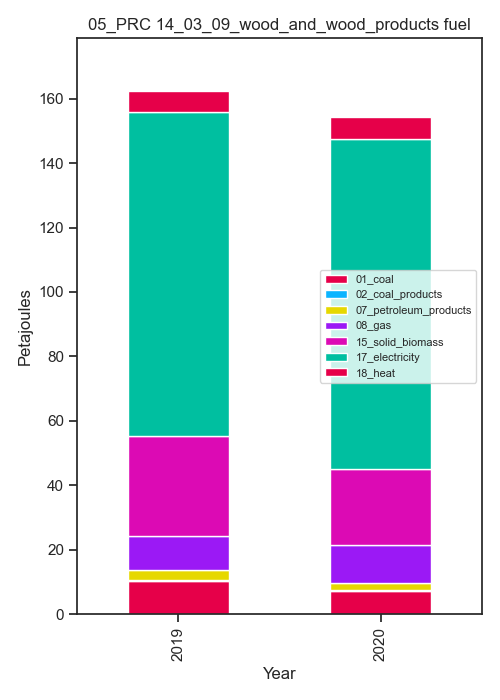 05_PRC 14_03_09_wood_and_wood_products fuel
160
140
120
100
80
60
40
20
0
Petajoules
01_coal
02_coal_products
07_petroleum_products
08_gas
15_solid_biomass
17_electricity
18_heat
2019
2020
Year